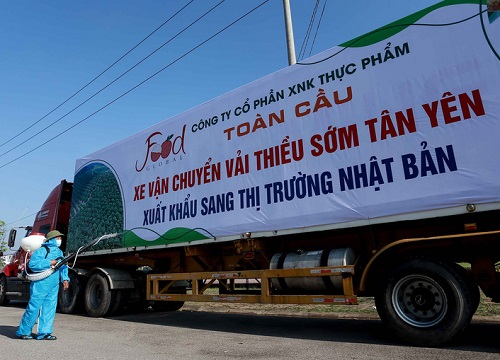 Food
GLOBAL
CÔNG TY CỔ PHẦN XNK THỰC PHẨM
TOÀN CẦU
XE VẬN CHUYỂN VẢI THIỀU SỚM TÂN YÊN
XUẤT KHẨU SANG THỊ TRƯỜNG NHẬT BẢN